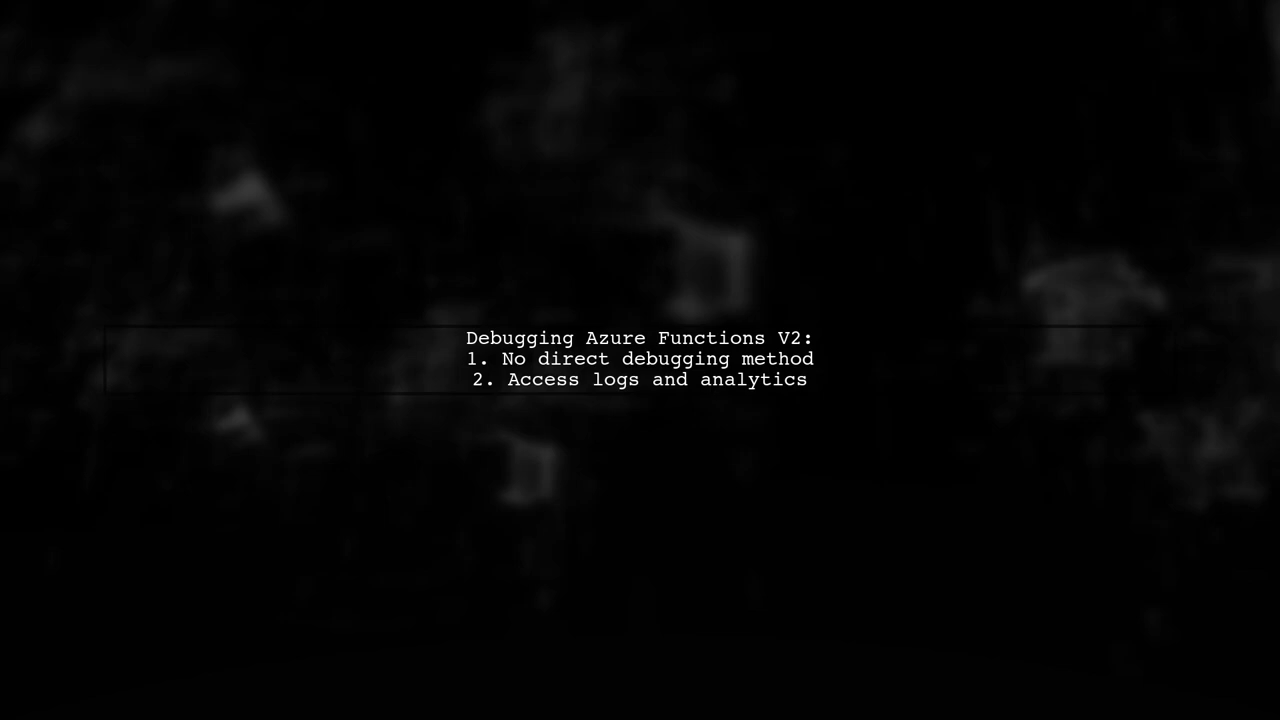 Debugging Azure Functions V2:
1. No direct debugging method
2. Access logs and analytics